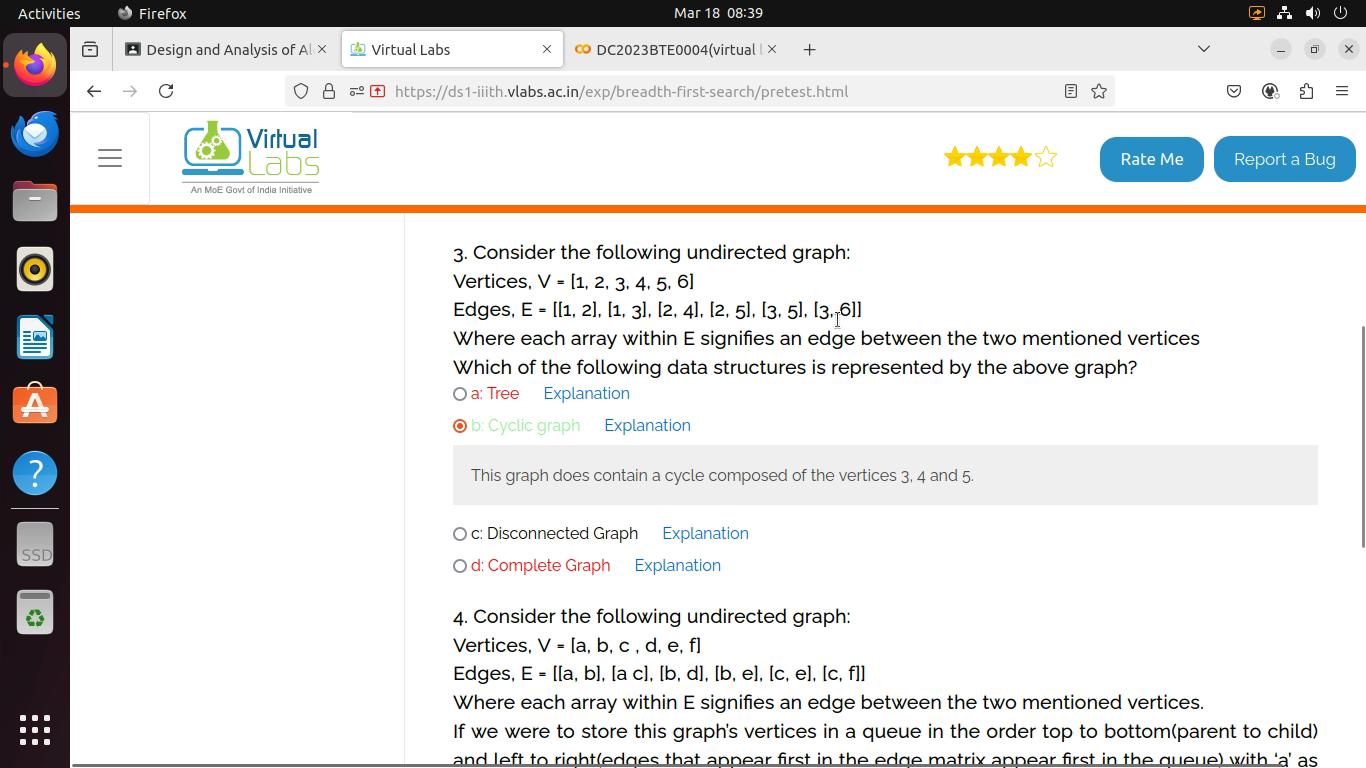 Activities
Firefox
Mar 18 08:39
Design and Analysis of Al
Virtual Labs
DC2023BTE0004(virtual l
https://ds1-iiith.vlabs.ac.in/exp/breadth-first-search/pretest.html
Virtual
Labs
An MoE Govt of India Initiative
Rate Me
Report a Bug
3. Consider the following undirected graph:
Vertices, V = [1, 2, 3, 4, 5, 6]
Edges, E = [[1, 2], [1, 3], [2, 4], [2, 5], [3, 5], [3, 6]]
Where each array within E signifies an edge between the two mentioned vertices
Which of the following data structures is represented by the above graph?
a: Tree Explanation
b: Cyclic graph Explanation
This graph does contain a cycle composed of the vertices 3, 4 and 5.
c: Disconnected Graph Explanation
d: Complete Graph Explanation
4. Consider the following undirected graph:
Vertices, V = [a, b, c , d, e, f]
Edges, E = [[a, b], [a c], [b, d], [b, e], [c, e], [c, f]]
Where each array within E signifies an edge between the two mentioned vertices.
If we were to store this graph's vertices in a queue in the order top to bottom(parent to child)
and left to right(edges that appear first in the edge matrix appear first in the queue) with 'a' as
SSD